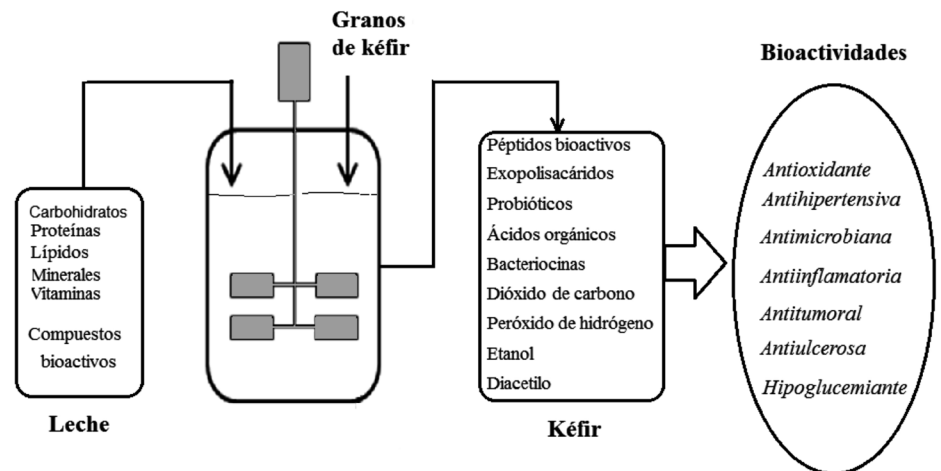 Granos
de kéfir
Carbohidratos
Proteínas
Lípidos
Minerales
Vitaminas
Compuestos
bioactivos
Leche
Péptidos bioactivos
Exopolisacáridos
Probióticos
Ácidos orgánicos
Bacteriocinas
Dióxido de carbono
Peróxido de hidrógeno
Etanol
Diacetilo
Kéfir
Bioactividades
Antioxidante
Antihipertensiva
Antimicrobiana
Antiinflamatoria
Antitumoral
Antiulcerosa
Hipoglucemiante